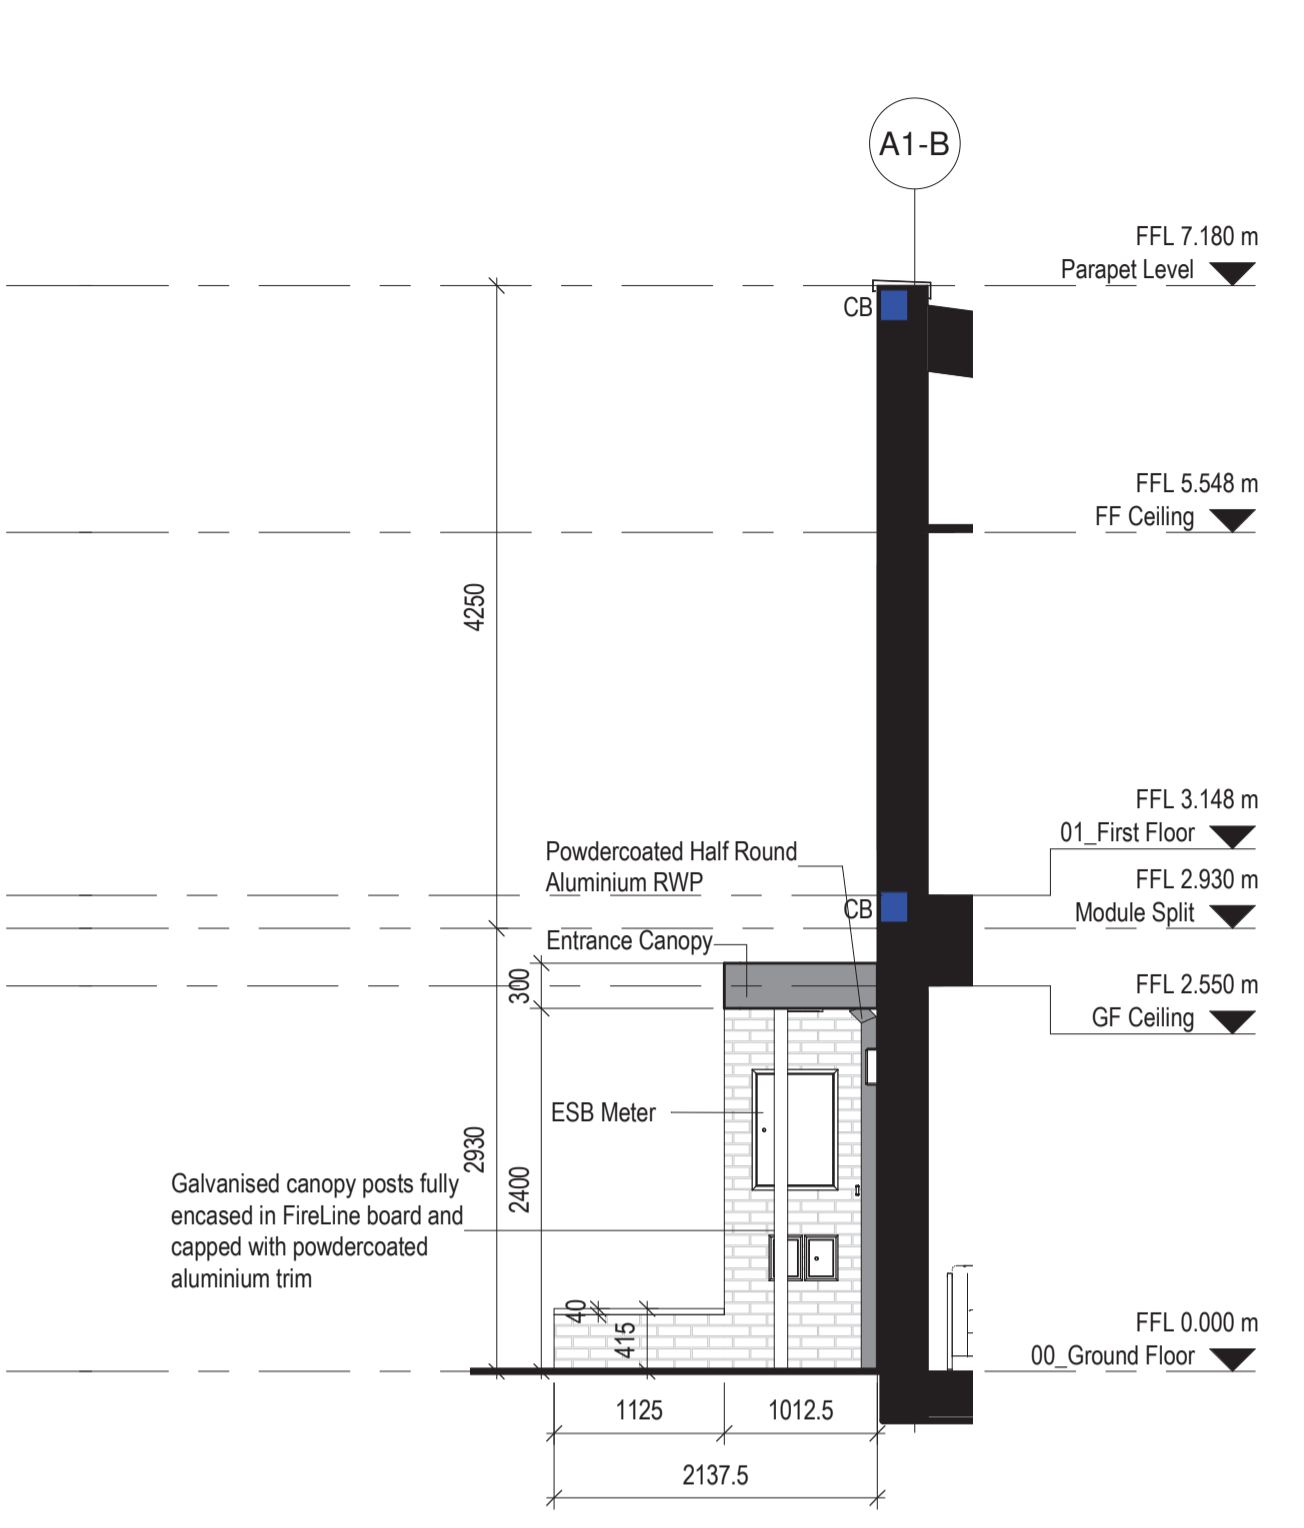 A1-B
FFL 7.180 m
Parapet Level
CB
FFL 5.548 m
FF Ceiling
4250
FFL 3.148 m
01_First Floor
Powdercoated Half Round
Aluminium RWP
FFL 2.930 m
Module Split
CB
Entrance Canopy
300
FFL 2.550 m
GF Ceiling
ESB Meter
2930
2400
Galvanised canopy posts fully
encased in FireLine board and
capped with powdercoated
aluminium trim
40
415
FFL 0.000 m
00_Ground Floor
1125
1012.5
2137.5